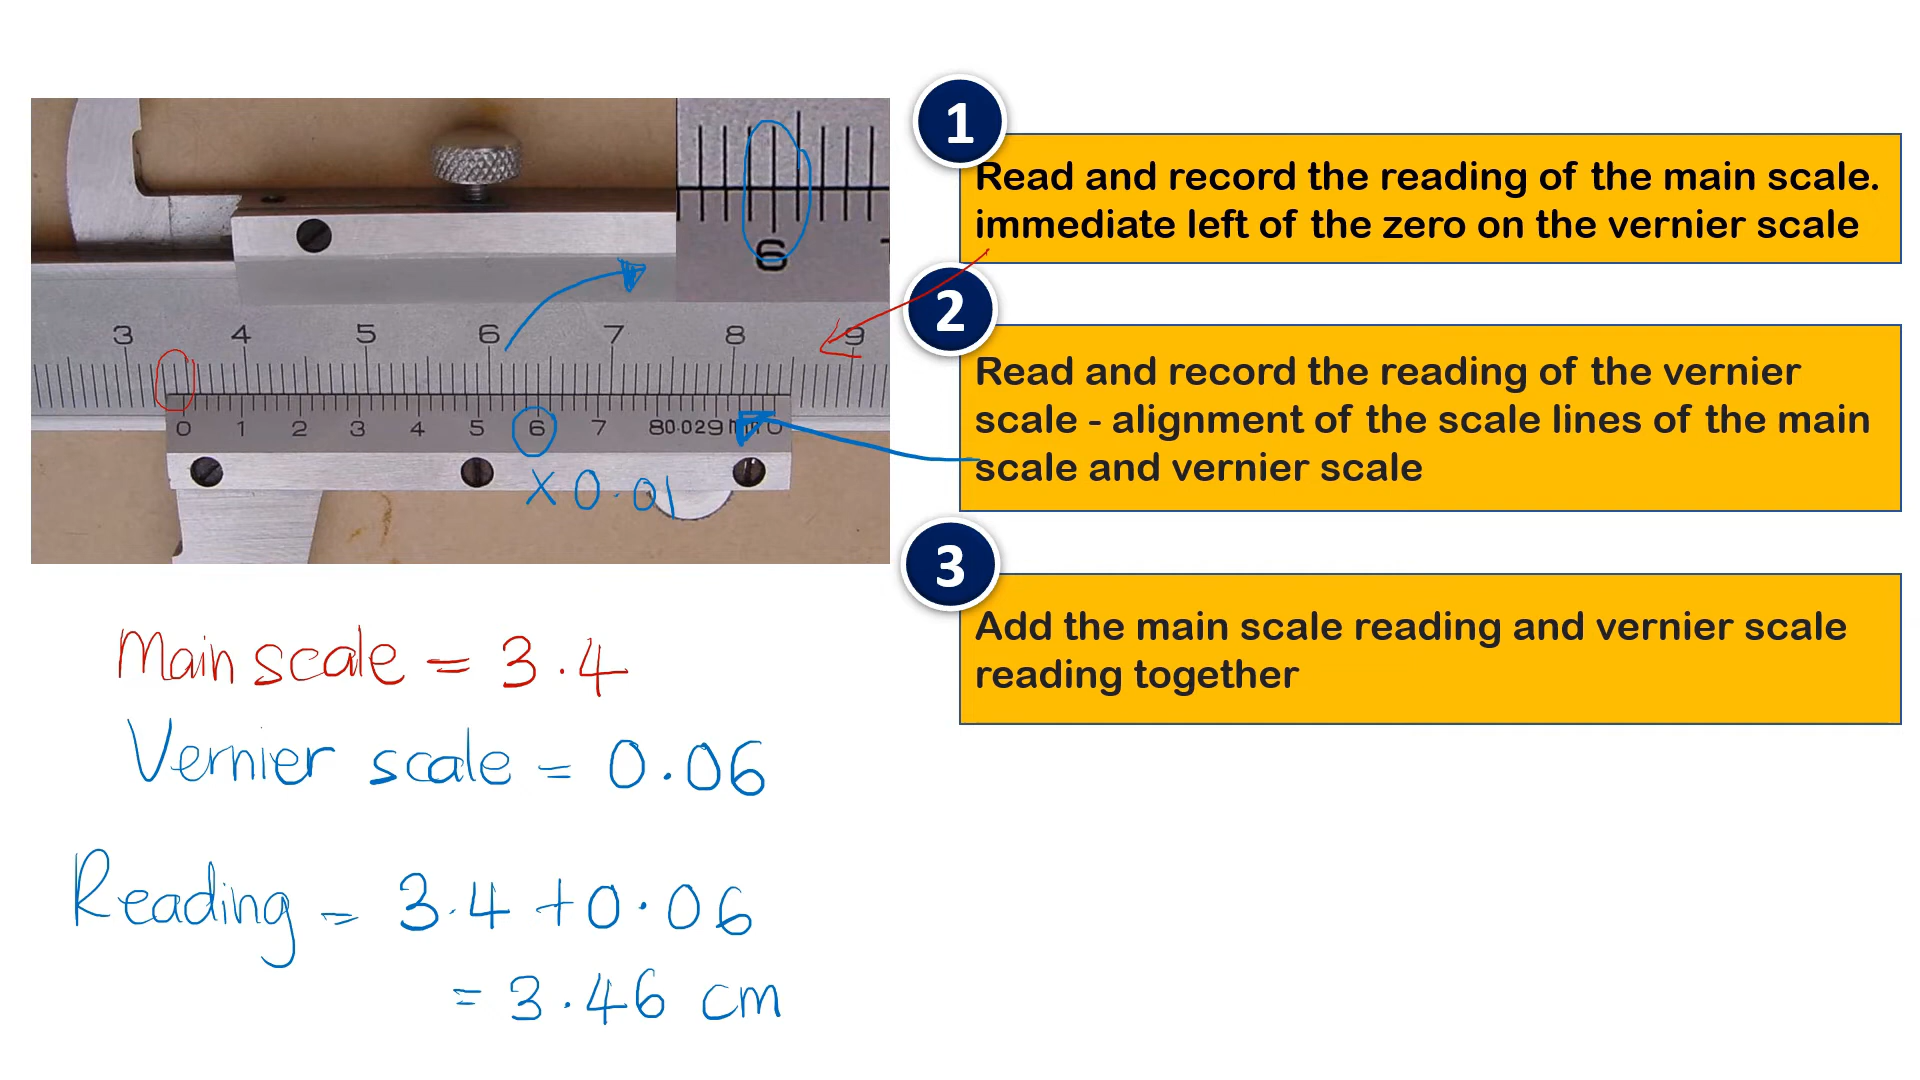 6
3 4 5 6 7 8 9
0 1 2 3 4 5 6 7 8 0.02 9 0
× 0.01
Main scale = 3.4
Vernier scale = 0.06
Reading = 3.4 + 0.06
= 3.46 cm
1
Read and record the reading of the main scale.
immediate left of the zero on the vernier scale
2
Read and record the reading of the vernier
scale - alignment of the scale lines of the main
scale and vernier scale
3
Add the main scale reading and vernier scale
reading together